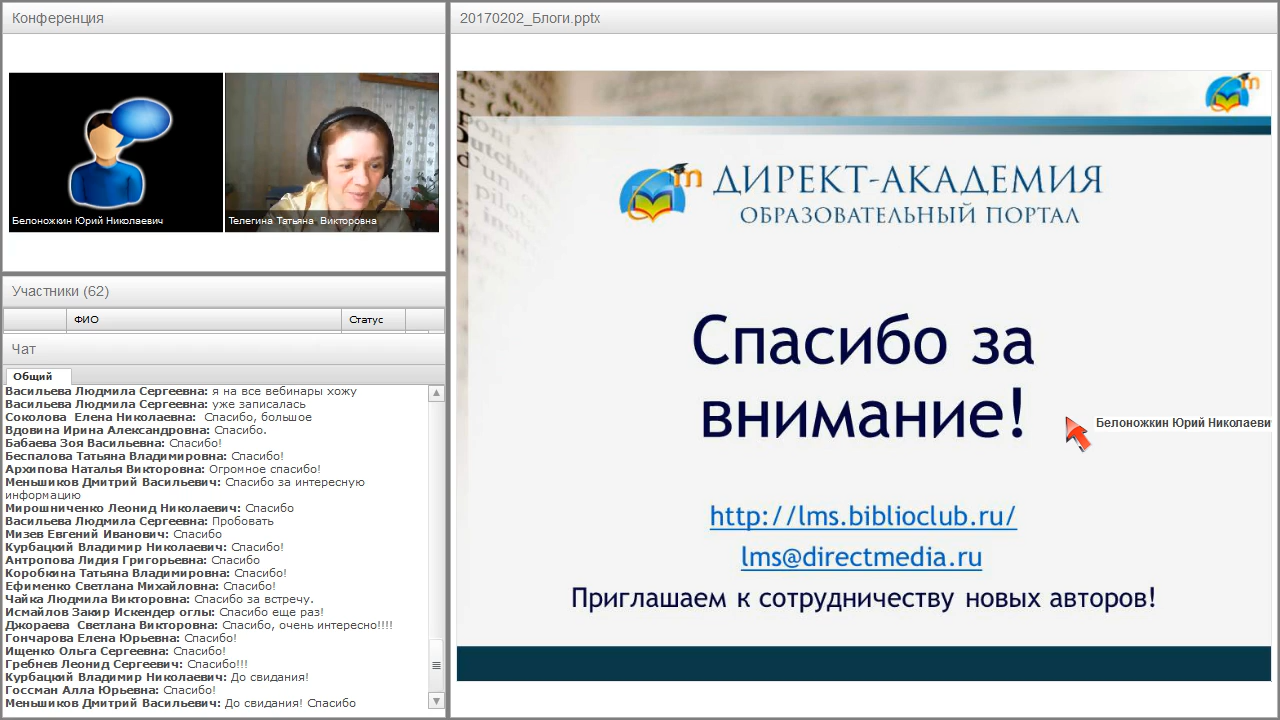 Конференция
Белоножкин Юрий Николаевич
Телегина Татьяна Викторовна
Участники (62)
ФИО
Статус
Чат
Общий
Васильева Людмила Сергеевна: я на все вебинары хожу
Васильева Людмила Сергеевна: уже записалась
Соколова Елена Николаевна: Спасибо, большое
Вдовина Ирина Александровна: Спасибо.
Бабаева Зоя Васильевна: Спасибо!
Беспалова Татьяна Владимировна: Спасибо!
Архипова Наталья Викторовна: Огромное спасибо!
Меньшиков Дмитрий Васильевич: Спасибо за интересную
информацию
Мирошниченко Леонид Николаевич: Спасибо
Васильева Людмила Сергеевна: Пробовать
Мизев Евгений Иванович: Спасибо
Курбацкий Владимир Николаевич: Спасибо!
Антропова Лидия Григорьевна: Спасибо
Коробкина Татьяна Владимировна: Спасибо!
Ефименко Светлана Михайловна: Спасибо!
Чайка Людмила Викторовна: Спасибо за встречу.
Исмайлов Закир Искендер оглы: Спасибо еще раз!
Джораева Светлана Викторовна: Спасибо, очень интересно!!!!
Гончарова Елена Юрьевна: Спасибо!
Ищенко Ольга Сергеевна: Спасибо!
Гребнев Леонид Сергеевич: Спасибо!!!
Курбацкий Владимир Николаевич: До свидания!
Госсман Алла Юрьевна: Спасибо!
Меньшиков Дмитрий Васильевич: До свидания! Спасибо
20170202_Блоги.pptx
ДИРЕКТ-АКАДЕМИЯ
ОБРАЗОВАТЕЛЬНЫЙ ПОРТАЛ
Спасибо за
внимание!
Белоножкин Юрий Николаеви
http://lms.biblioclub.ru/
lms@directmedia.ru
Приглашаем к сотрудничеству новых авторов!